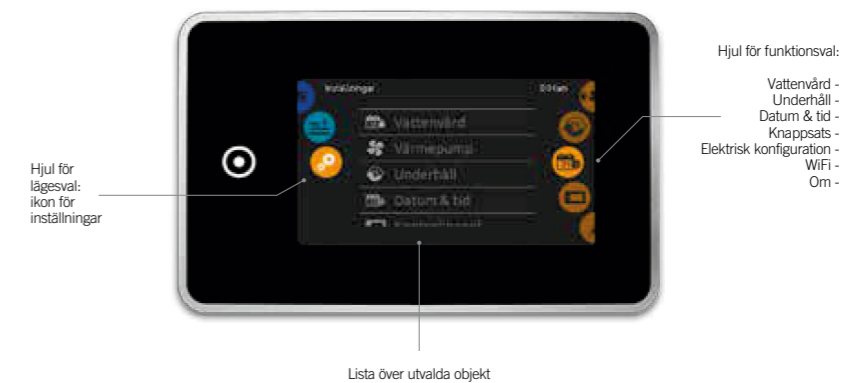 Hjul för funktionsval:
Vattenvård -
Underhåll -
Datum & tid -
Knappsats -
Elektrisk konfiguration -
WiFi -
Om -
Inställningar
Vattenvård
Värmepump
Underhåll
Datum & tid
Hjul för
lägesval:
ikon för
inställningar
Lista över utvalda objekt